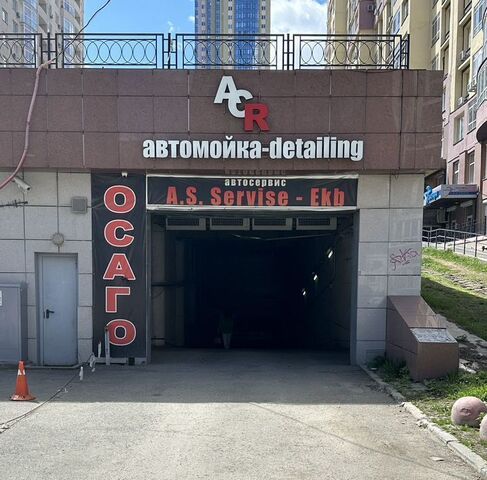 ACR
автомойка-detailing
автосервис
A.S. Servise - Ekb
ОСАГО